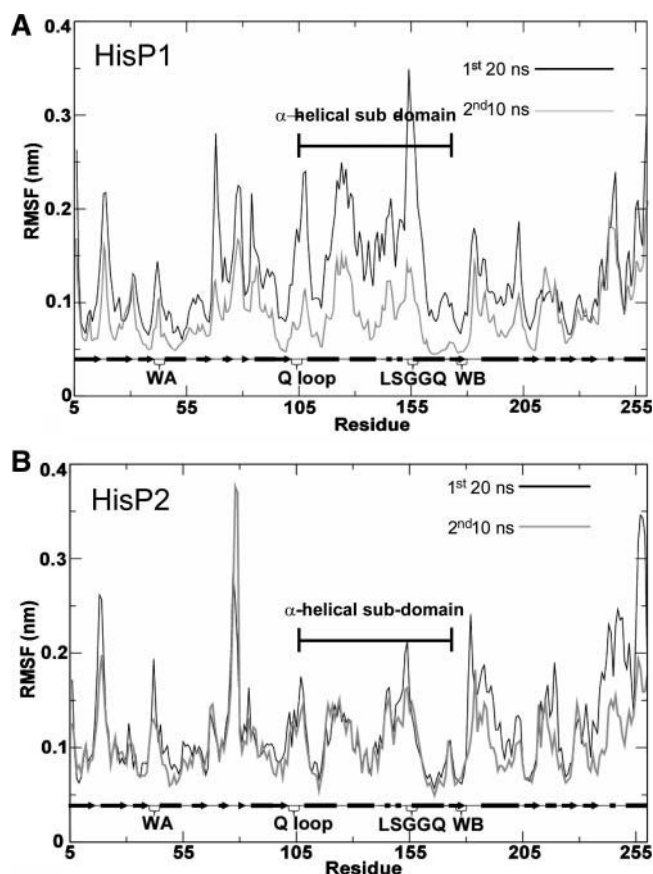 A
HisP1
1st 20 ns
2nd10 ns
α-helical sub domain
RMSF (nm)
0.4
0.3
0.2
0.1
0
WA
Q loop
LSGGQ
WB
5
55
105
155
205
255
Residue
B
HisP2
1st 20 ns
2nd10 ns
α-helical sub-domain
RMSF (nm)
0.4
0.3
0.2
0.1
0
WA
Q loop
LSGGQ
WB
5
55
105
155
205
255
Residue